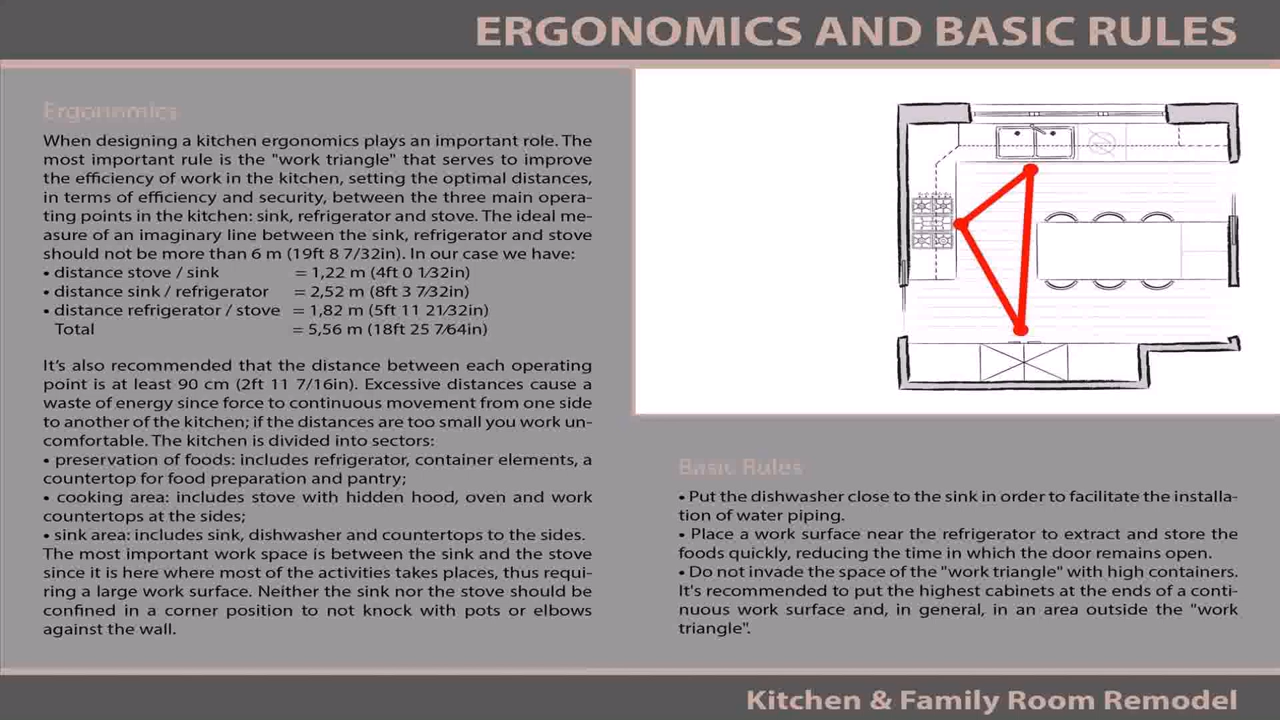 ERGONOMICS AND BASIC RULES
Ergonomics
When designing a kitchen ergonomics plays an important role. The
most important rule is the "work triangle" that serves to improve
the efficiency of work in the kitchen, setting the optimal distances,
in terms of efficiency and security, between the three main opera-
ting points in the kitchen: sink, refrigerator and stove. The ideal me-
asure of an imaginary line between the sink, refrigerator and stove
should not be more than 6 m (19ft 8 7/32in). In our case we have:
• distance stove / sink = 1,22 m (4ft 0 1/32in)
• distance sink / refrigerator = 2,52 m (8ft 3 7/32in)
• distance refrigerator / stove = 1,82 m (5ft 11 21/32in)
Total = 5,56 m (18ft 25 7/64in)
It's also recommended that the distance between each operating
point is at least 90 cm (2ft 11 7/16in). Excessive distances cause a
waste of energy since force to continuous movement from one side
to another of the kitchen; if the distances are too small you work un-
comfortable. The kitchen is divided into sectors:
• preservation of foods: includes refrigerator, container elements, a
countertop for food preparation and pantry;
• cooking area: includes stove with hidden hood, oven and work
countertops at the sides;
• sink area: includes sink, dishwasher and countertops to the sides.
The most important work space is between the sink and the stove
since it is here where most of the activities takes places, thus requi-
ring a large work surface. Neither the sink nor the stove should be
confined in a corner position to not knock with pots or elbows
against the wall.
Basic Rules
• Put the dishwasher close to the sink in order to facilitate the installa-
tion of water piping.
• Place a work surface near the refrigerator to extract and store the
foods quickly, reducing the time in which the door remains open.
• Do not invade the space of the "work triangle" with high containers.
It's recommended to put the highest cabinets at the ends of a conti-
nuous work surface and, in general, in an area outside the "work
triangle".
Kitchen & Family Room Remodel